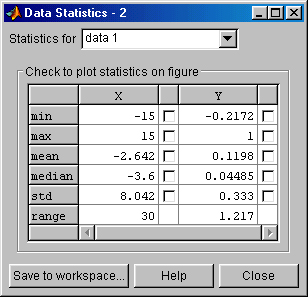 Data Statistics - 2
Statistics for data 1
Check to plot statistics on figure
X Y
min -15 -0.2172
max 15 1
mean -2.642 0.1198
median -3.6 0.04485
std 8.042 0.333
range 30 1.217
Save to workspace... Help Close